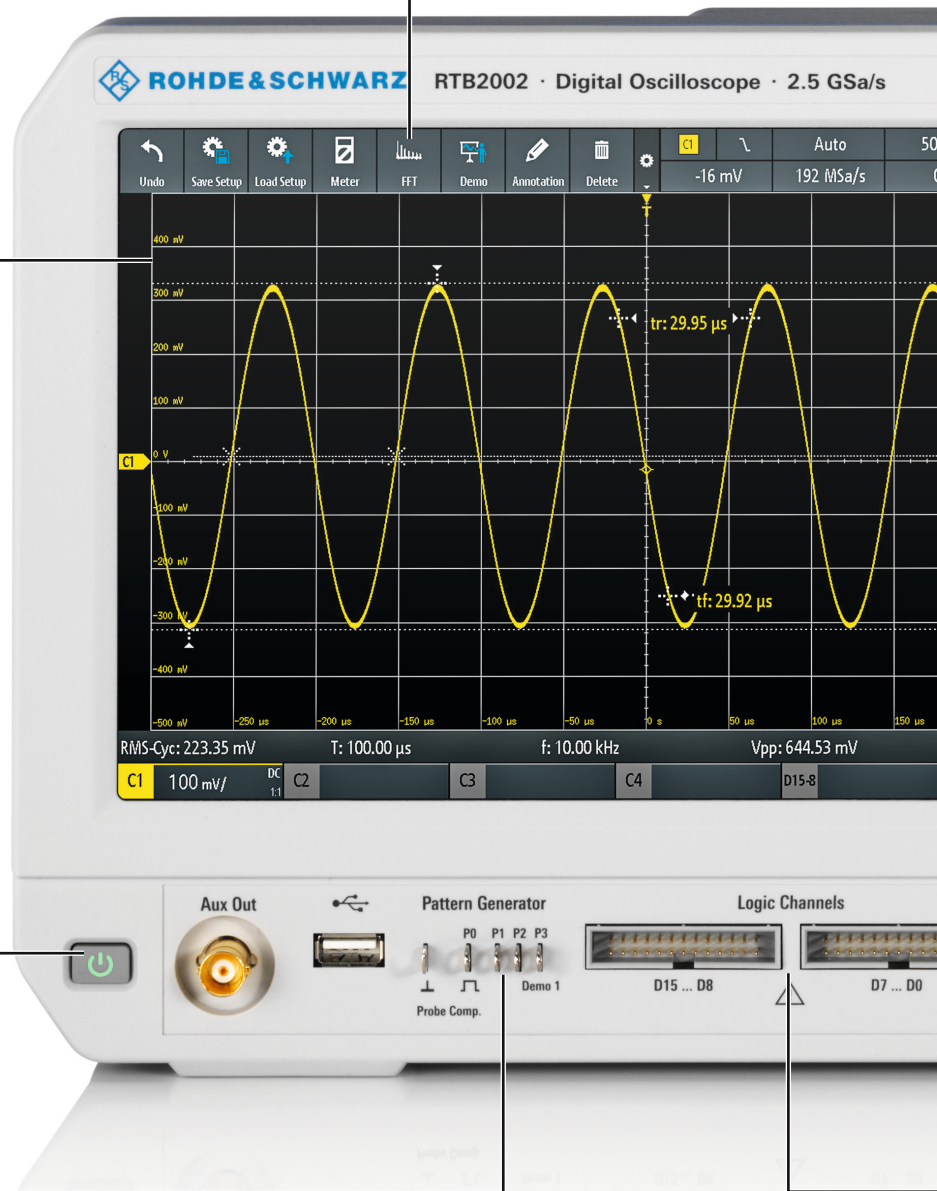 ROHDE & SCHWARZ RTB2002 · Digital Oscilloscope · 2.5 GSa/s
Undo Save Setup Load Setup Meter FFT Demo Annotation Delete
C1 Auto 50
-16 mV 192 MSa/s
T
400 mV
300 mV
tr: 29.95 µs
200 mV
100 mV
C1 0 V
-100 mV
-200 mV
tf: 29.92 µs
-300 mV
-400 mV
-500 mV -250 µs -200 µs -150 µs -100 µs -50 µs 0 s 50 µs 100 µs 150 µs
RMS-Cyc: 223.35 mV T: 100.00 µs f: 10.00 kHz Vpp: 644.53 mV
C1 100 mV/ DC 1:1 C2 C3 C4 D15-8
Aux Out Pattern Generator Logic Channels
P0 P1 P2 P3
Demo 1 D15 ... D8 D7 ... D0
Probe Comp.